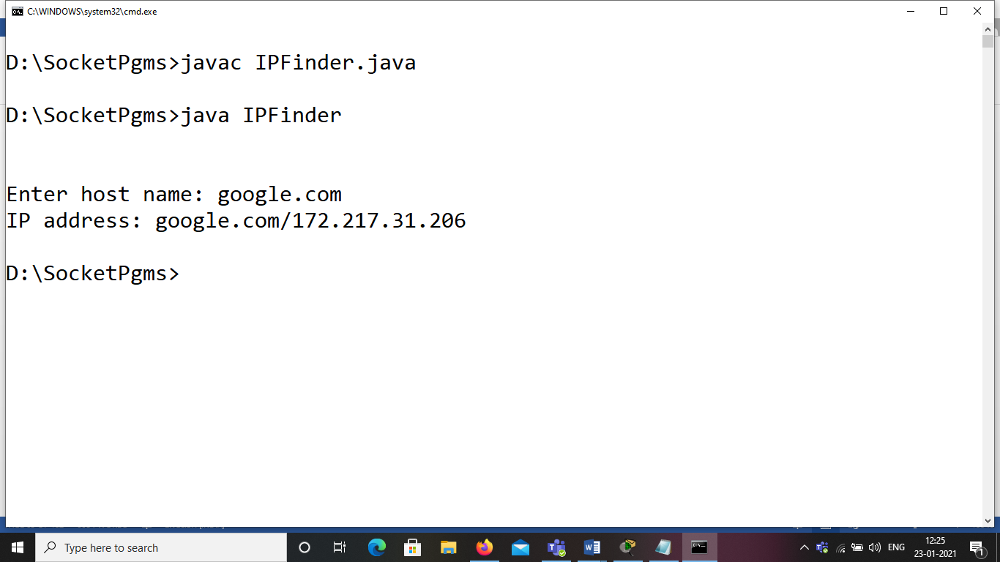 C:\WINDOWS\system32\cmd.exe
D:\SocketPgms>javac IPFinder.java
D:\SocketPgms>java IPFinder
Enter host name: google.com
IP address: google.com/172.217.31.206
D:\SocketPgms>
Type here to search
ENG
12:25
23-01-2021
1